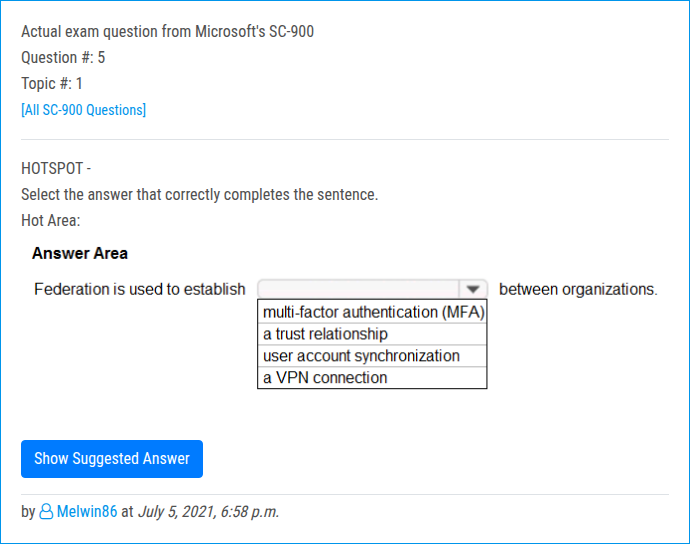 Actual exam question from Microsoft's SC-900
Question #: 5
Topic #: 1
[All SC-900 Questions]
HOTSPOT -
Select the answer that correctly completes the sentence.
Hot Area:
Answer Area
Federation is used to establish between organizations.
multi-factor authentication (MFA)
a trust relationship
user account synchronization
a VPN connection
Show Suggested Answer
by Melwin86 at July 5, 2021, 6:58 p.m.